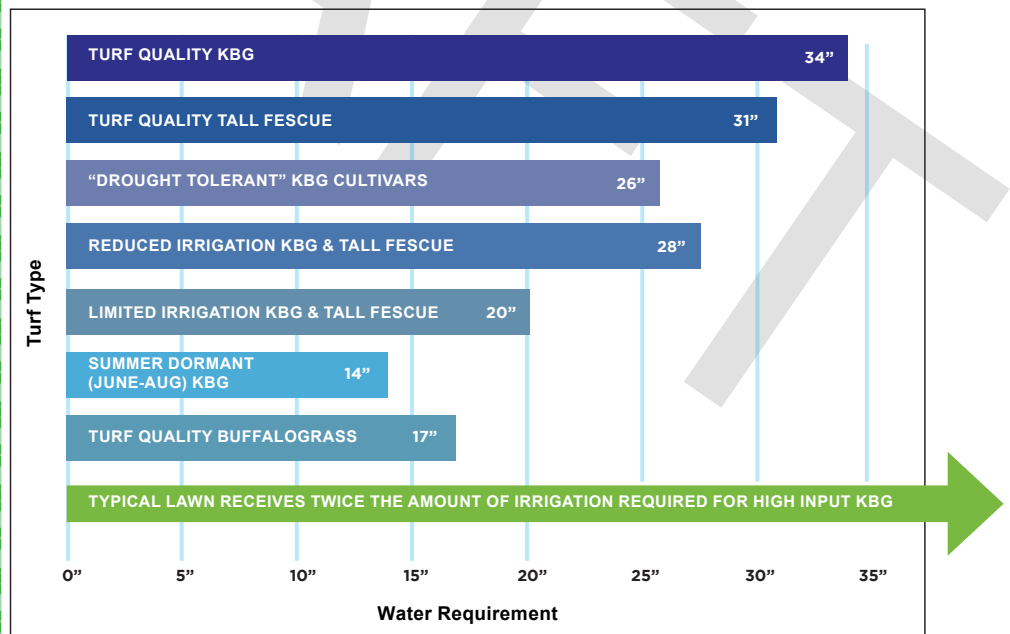 TURF QUALITY KBG 34”
TURF QUALITY TALL FESCUE 31”
“DROUGHT TOLERANT” KBG CULTIVARS 26”
REDUCED IRRIGATION KBG & TALL FESCUE 28”
LIMITED IRRIGATION KBG & TALL FESCUE 20”
SUMMER DORMANT
(JUNE-AUG) KBG 14”
TURF QUALITY BUFFALOGRASS 17”
TYPICAL LAWN RECEIVES TWICE THE AMOUNT OF IRRIGATION REQUIRED FOR HIGH INPUT KBG
Turf Type
0” 5” 10” 15” 20” 25” 30” 35”
Water Requirement